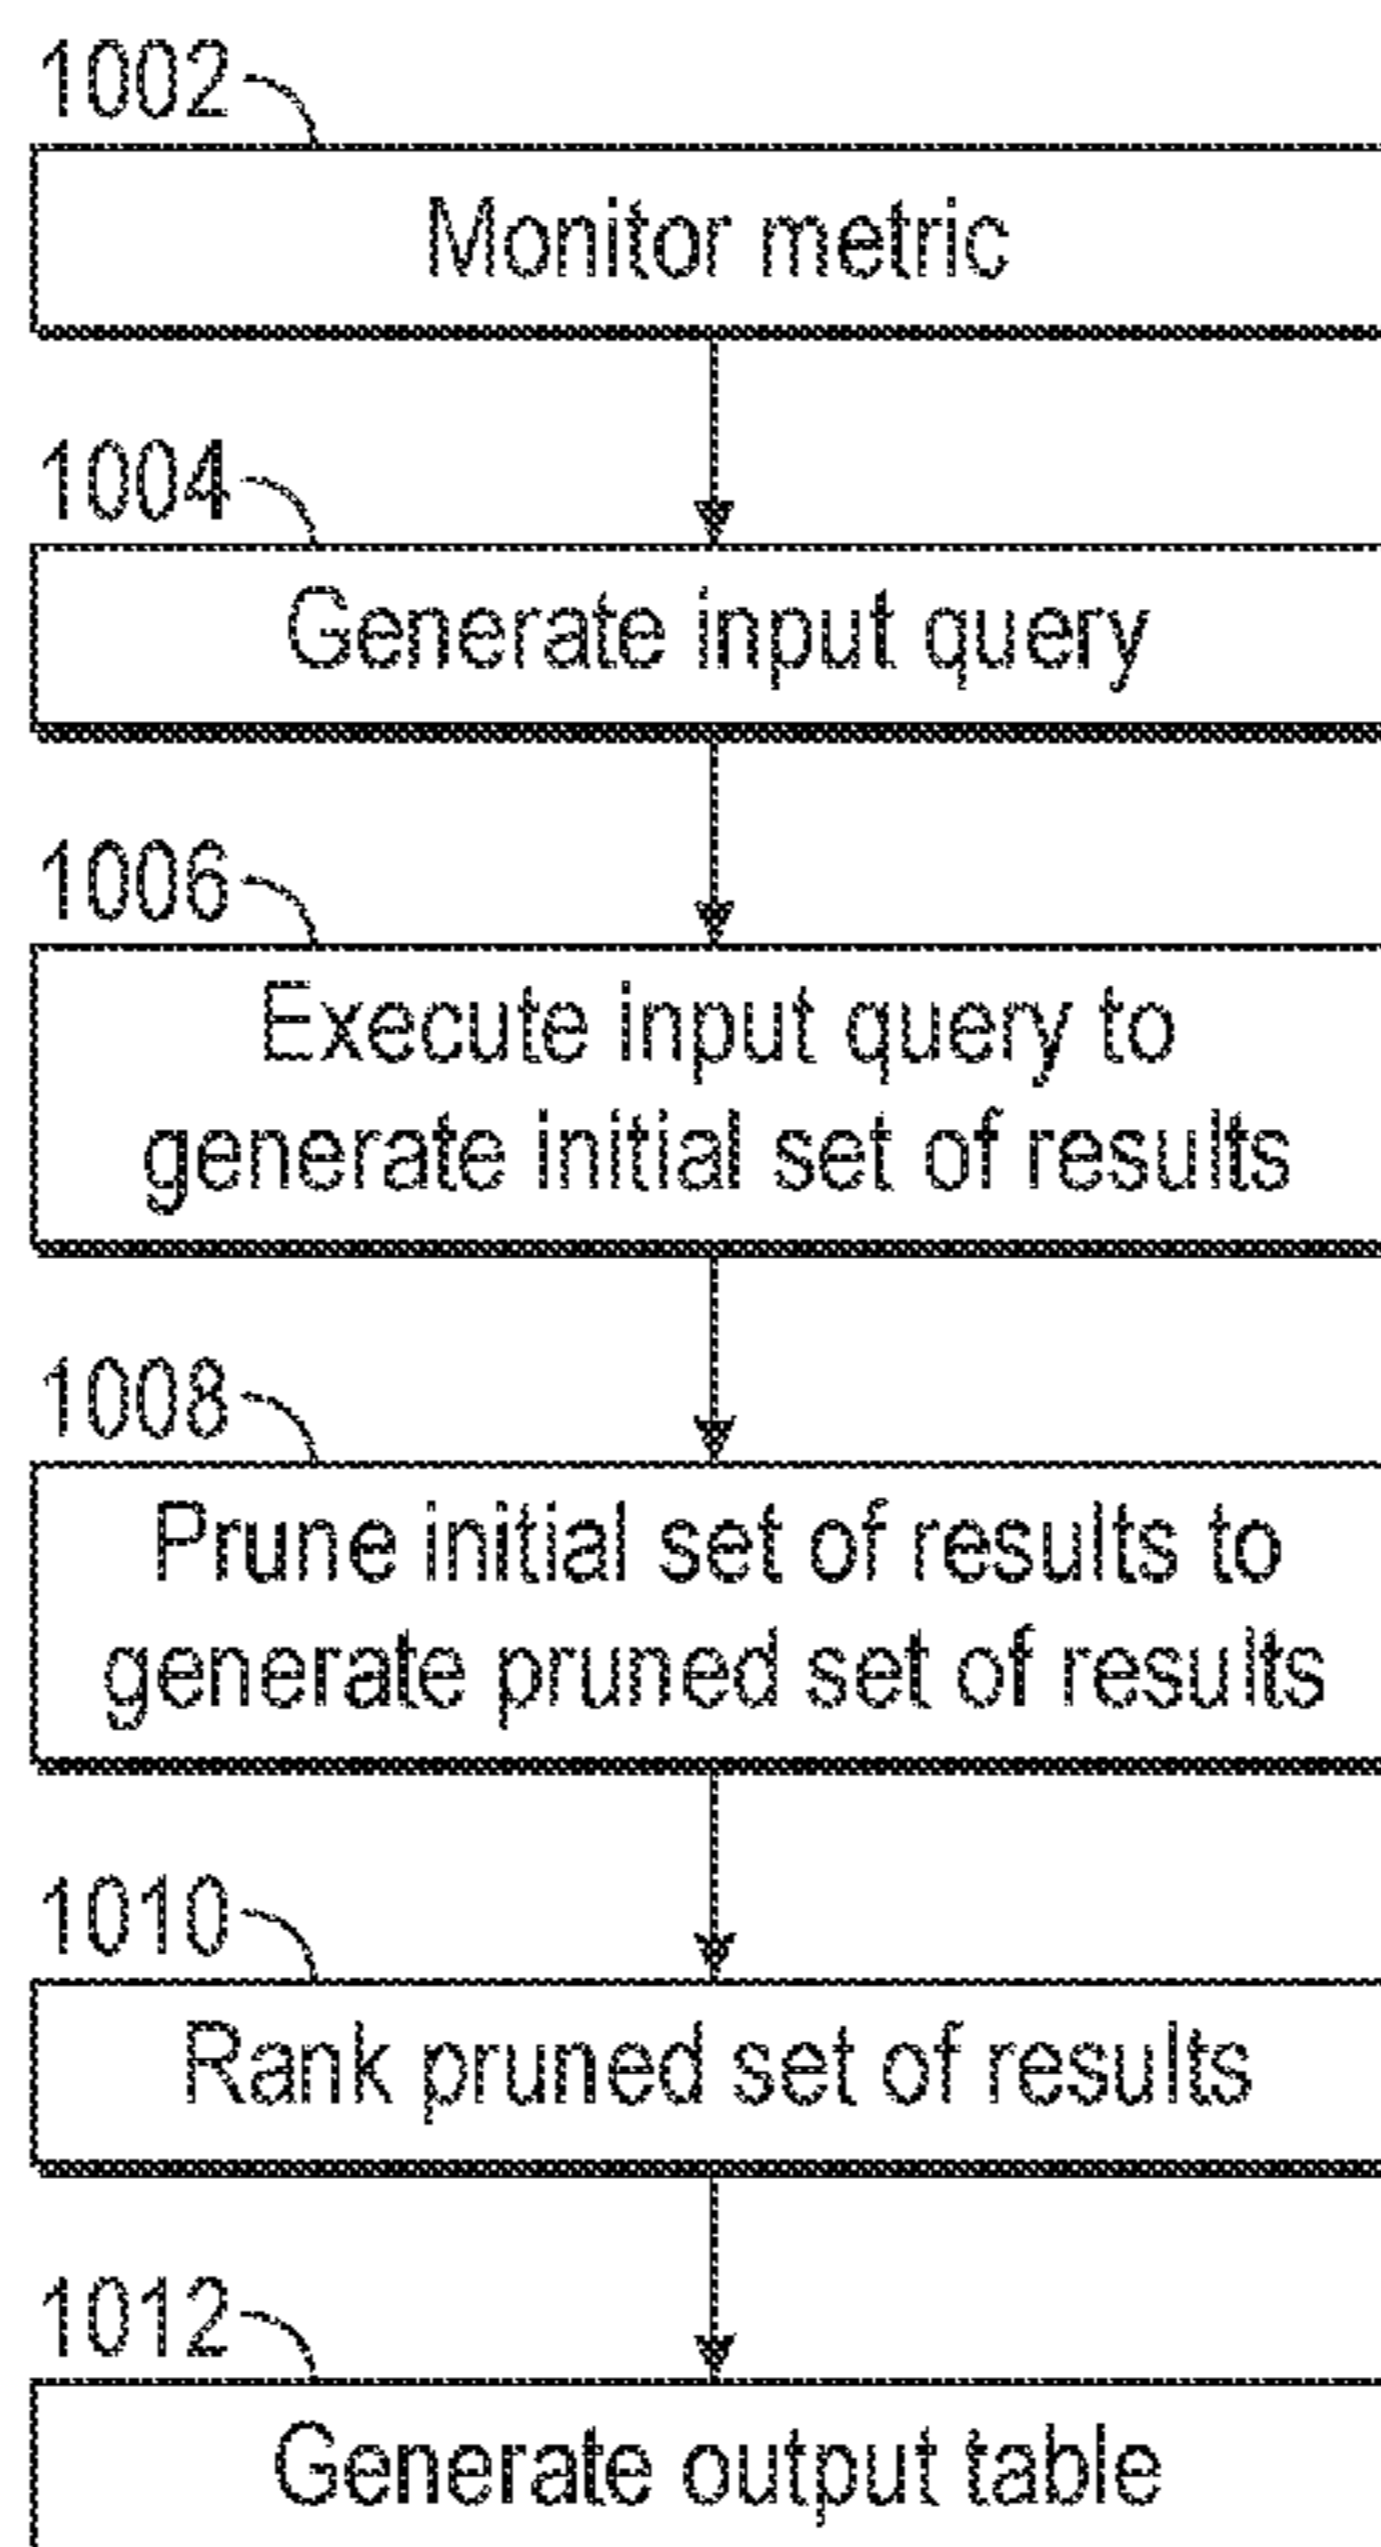 1002
Monitor metric
1004
Generate input query
1006
Execute input query to
generate initial set of results
1008
Prune initial set of results to
generate pruned set of results
1010
Rank pruned set of results
1012
Generate output table